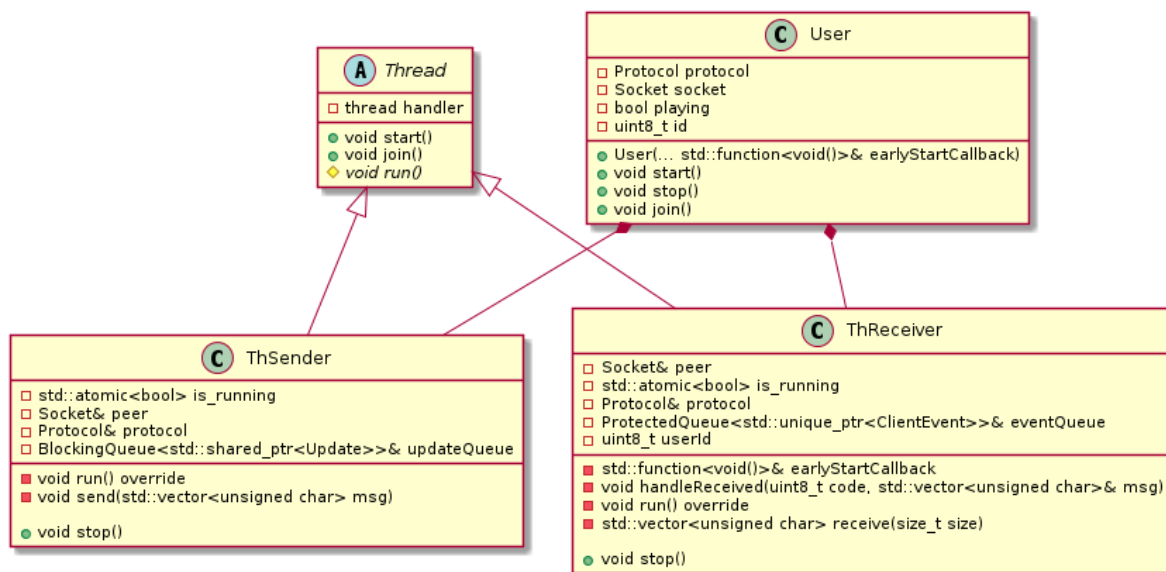 A Thread
thread handler
void start()
void join()
void run()
C User
Protocol protocol
Socket socket
bool playing
uint8_t id
User(... std::function<void()>& earlyStartCallback)
void start()
void stop()
void join()
C ThSender
std::atomic<bool> is_running
Socket& peer
Protocol& protocol
BlockingQueue<std::shared_ptr<Update>>& updateQueue
void run() override
void send(std::vector<unsigned char> msg)
void stop()
C ThReceiver
Socket& peer
std::atomic<bool> is_running
Protocol& protocol
ProtectedQueue<std::unique_ptr<ClientEvent>>& eventQueue
uint8_t userId
std::function<void()>& earlyStartCallback
void handleReceived(uint8_t code, std::vector<unsigned char>& msg)
void run() override
std::vector<unsigned char> receive(size_t size)
void stop()